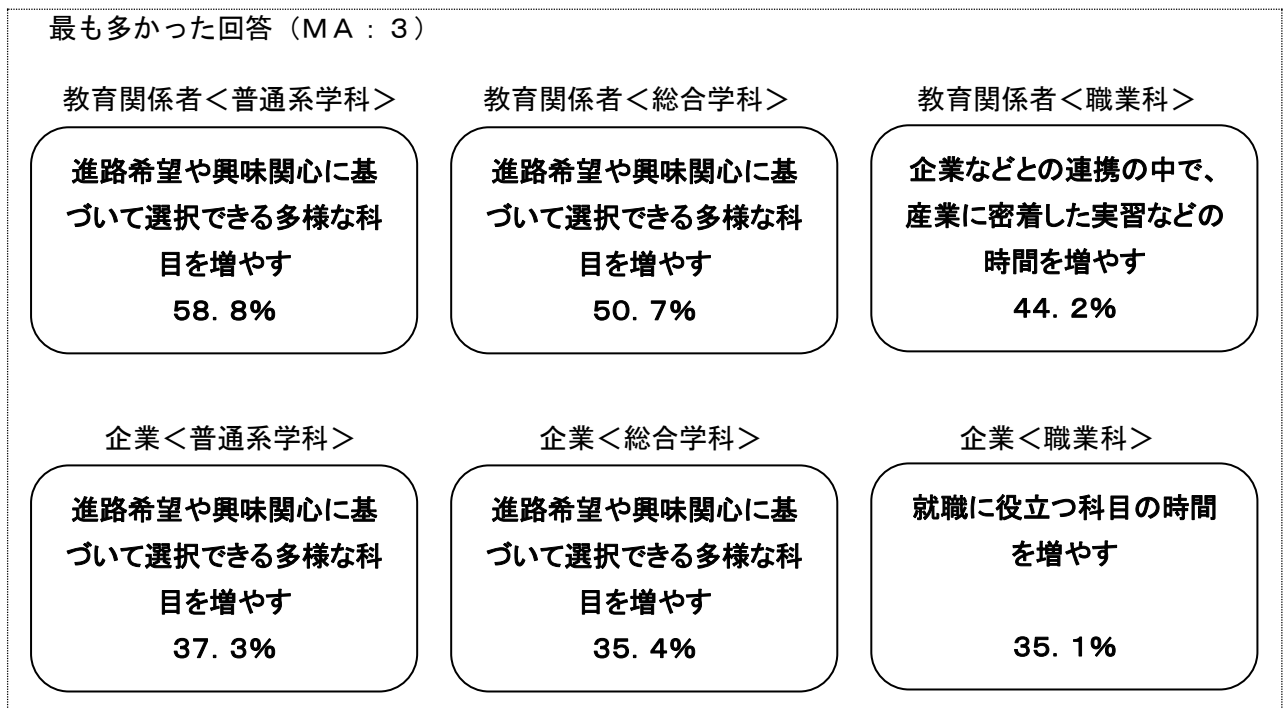 最も多かった回答（ＭＡ：３）
教育関係者＜普通系学科＞
進路希望や興味関心に基
づいて選択できる多様な科
目を増やす
５８．８％
教育関係者＜総合学科＞
進路希望や興味関心に基
づいて選択できる多様な科
目を増やす
５０．７％
教育関係者＜職業科＞
企業などとの連携の中で、
産業に密着した実習などの
時間を増やす
４４．２％
企業＜普通系学科＞
進路希望や興味関心に基
づいて選択できる多様な科
目を増やす
３７．３％
企業＜総合学科＞
進路希望や興味関心に基
づいて選択できる多様な科
目を増やす
３５．４％
企業＜職業科＞
就職に役立つ科目の時間
を増やす
３５．１％